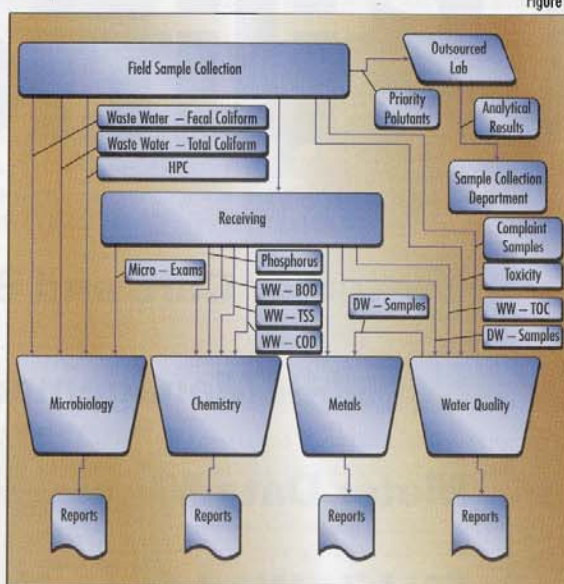 Figure
Field Sample Collection
Outsourced
Lab
Priority
Polutants
Analytical
Results
Waste Water – Fecal Coliform
Waste Water – Total Coliform
HPC
Sample Collection
Department
Receiving
Complaint
Samples
Micro – Exams
Phosphorus
Toxicity
WW – BOD
DW – Samples
WW – TOC
WW – TSS
DW – Samples
WW – COD
Microbiology
Chemistry
Metals
Water Quality
Reports
Reports
Reports
Reports